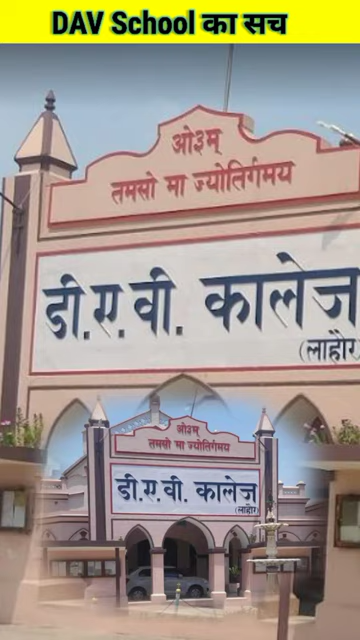 DAV School का सच
ओ३म्
तमसो मा ज्योतिर्गमय
डी.ए.वी. कालेज
(लाहौर)
ओ३म्
तमसो मा ज्योतिर्गमय
डी.ए.वी. कालेज
(लाहौर)